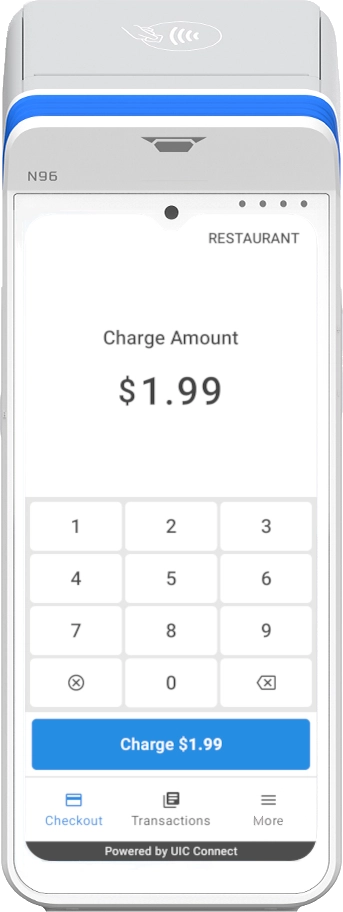 N96
RESTAURANT
Charge Amount
$1.99
1 2 3
4 5 6
7 8 9
0
Charge $1.99
Checkout Transactions More
Powered by UIC Connect